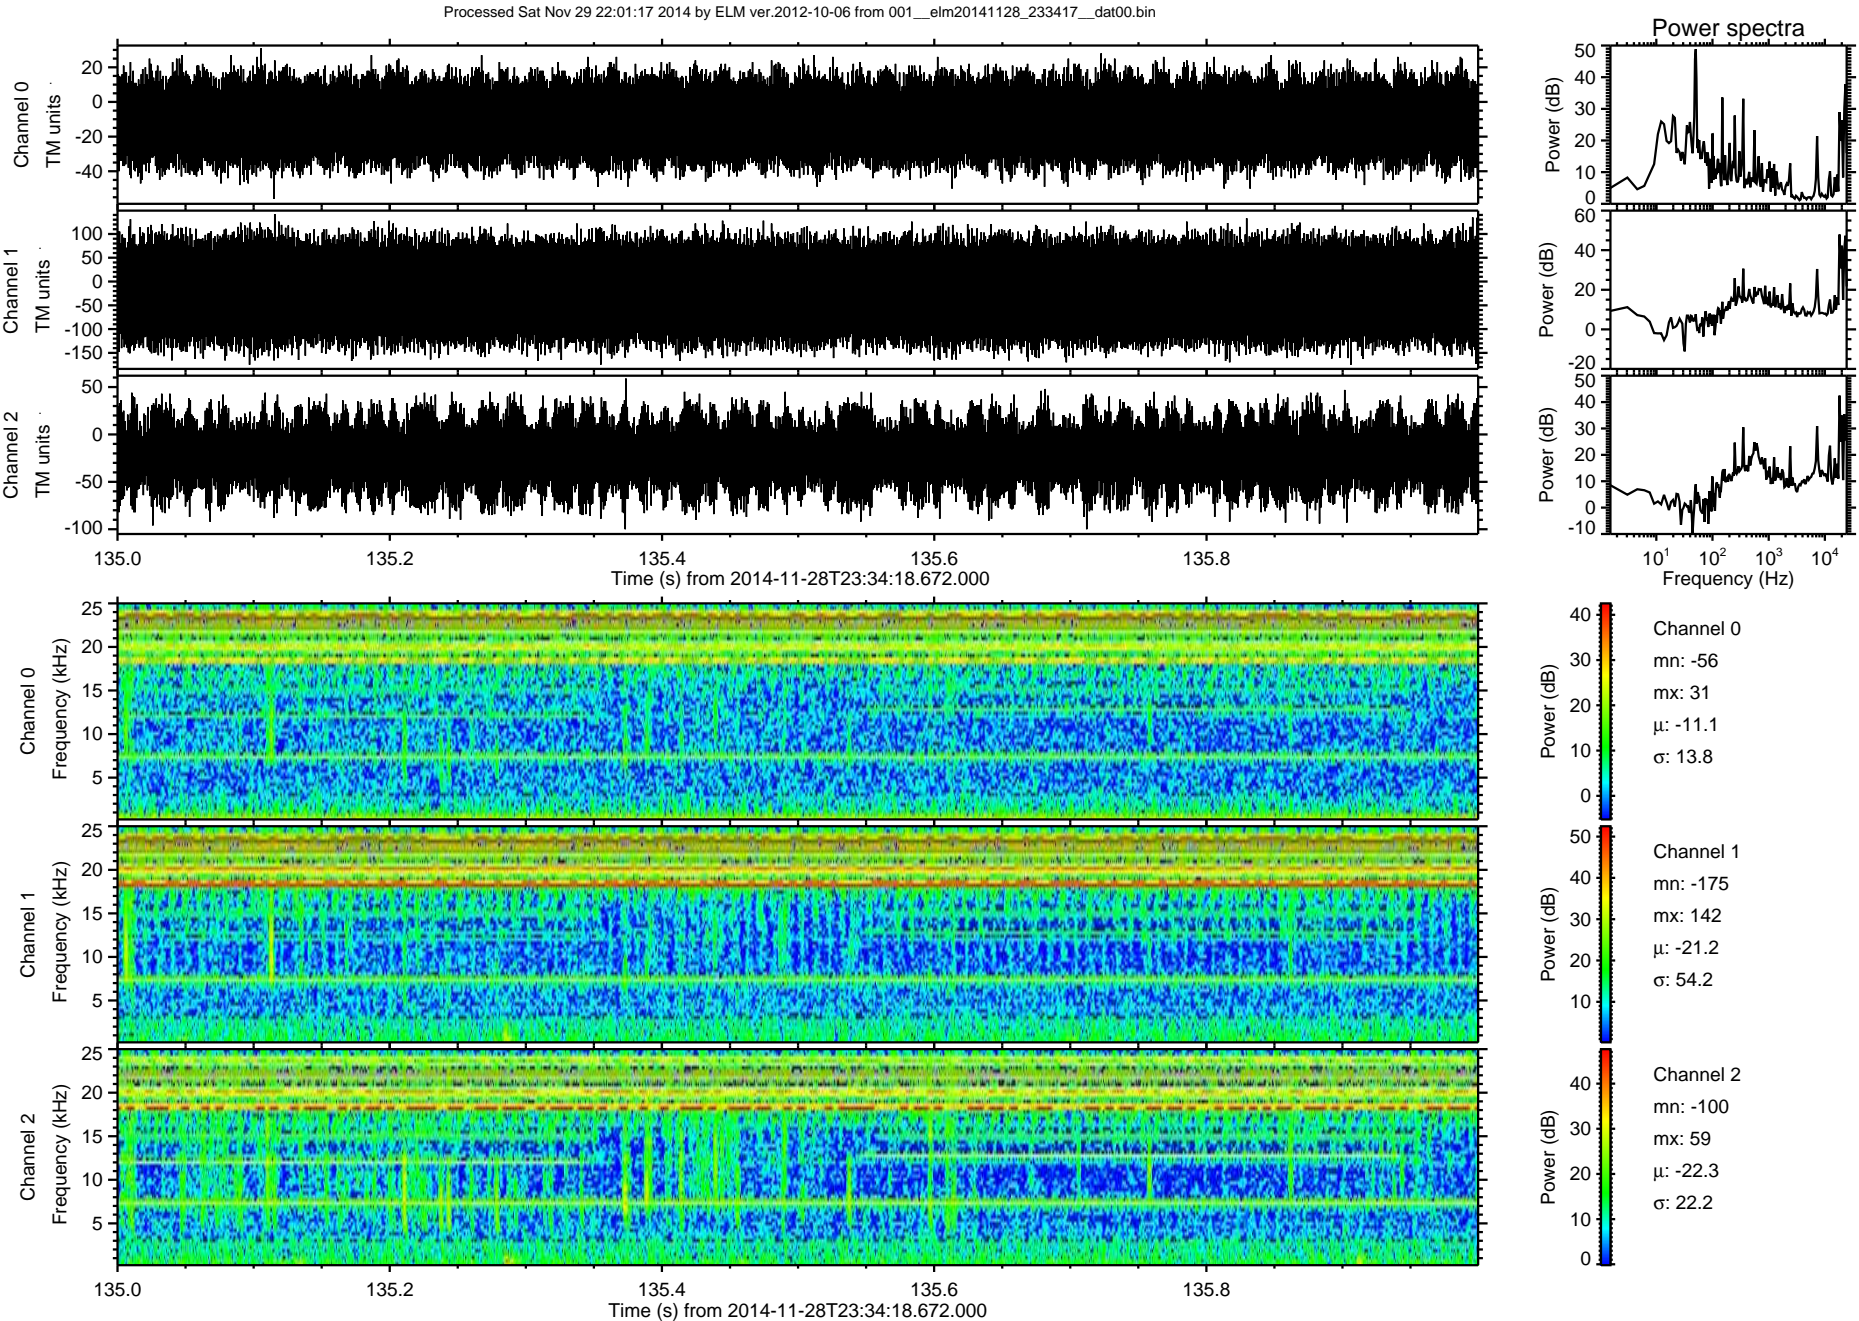 Processed Sat Nov 29 22:01:17 2014 by ELM ver.2012-10-06 from 001__elm20141128_233417__dat00.bin
Power spectra
Channel 0
TM units
20
0
-20
-40
Power (dB)
50
40
30
20
10
0
Channel 1
TM units
100
50
0
-50
-100
-150
Power (dB)
60
40
20
0
-20
Channel 2
TM units
50
0
-50
-100
Power (dB)
50
40
30
20
10
0
-10
135.0 135.2 135.4 135.6 135.8
Time (s) from 2014-11-28T23:34:18.672.000
10¹ 10² 10³ 10⁴
Frequency (Hz)
Channel 0
Frequency (kHz)
25
20
15
10
5
Power (dB)
40
30
20
10
0
Channel 0
mn: -56
mx: 31
μ: -11.1
σ: 13.8
Channel 1
Frequency (kHz)
25
20
15
10
5
Power (dB)
50
40
30
20
10
Channel 1
mn: -175
mx: 142
μ: -21.2
σ: 54.2
Channel 2
Frequency (kHz)
25
20
15
10
5
Power (dB)
40
30
20
10
0
Channel 2
mn: -100
mx: 59
μ: -22.3
σ: 22.2
135.0 135.2 135.4 135.6 135.8
Time (s) from 2014-11-28T23:34:18.672.000